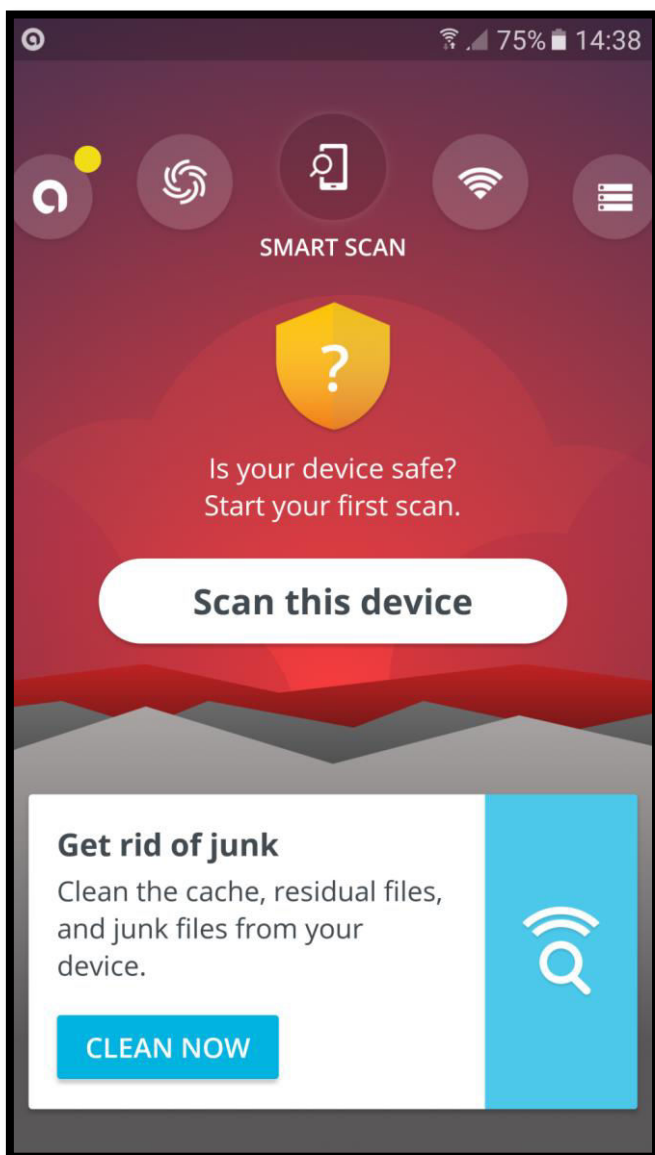 75% 14:38
SMART SCAN
?
Is your device safe?
Start your first scan.
Scan this device
Get rid of junk
Clean the cache, residual files,
and junk files from your
device.
CLEAN NOW